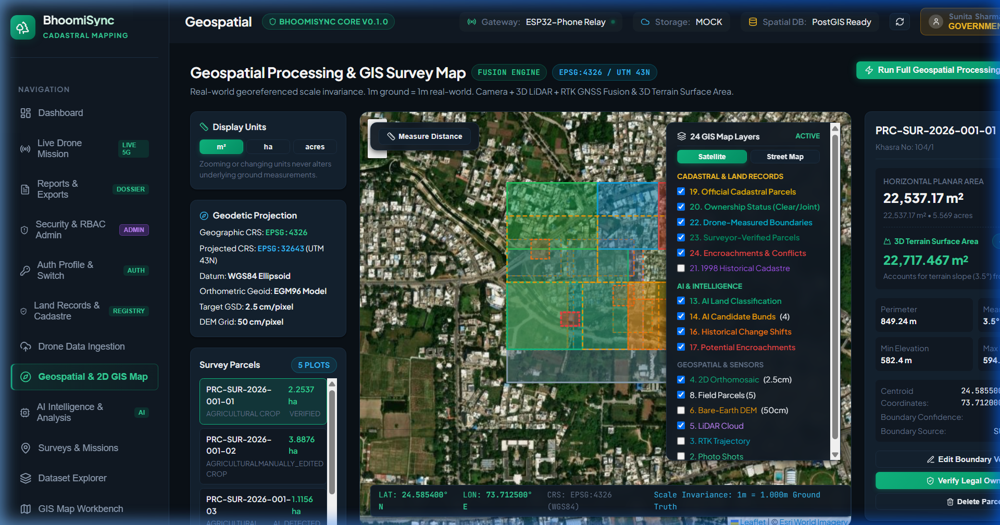 BhoomiSync
CADASTRAL MAPPING
NAVIGATION
Dashboard
Live Drone
Mission
LIVE
5G
Reports &
Exports
DOSSIER
Security & RBAC
Admin
ADMIN
Auth Profile &
Switch
AUTH
Land Records &
Cadastre
REGISTRY
Drone Data Ingestion
Geospatial & 2D GIS Map
AI Intelligence &
Analysis
AI
Surveys & Missions
Dataset Explorer
GIS Map Workbench
Geospatial
BHOOMISYNC CORE V0.1.0
Gateway: ESP32-Phone Relay
Storage: MOCK
Spatial DB: PostGIS Ready
Sunita Sharma
GOVERNMEN
Geospatial Processing & GIS Survey Map
FUSION ENGINE
EPSG:4326 / UTM 43N
Real-world georeferenced scale invariance. 1m ground = 1m real-world. Camera + 3D LiDAR + RTK GNSS Fusion & 3D Terrain Surface Area.
Run Full Geospatial Processing
Display Units
m²
ha
acres
Zooming or changing units never alters
underlying ground measurements.
Geodetic Projection
Geographic CRS: EPSG:4326
Projected CRS: EPSG:32643 (UTM
43N)
Datum: WGS84 Ellipsoid
Orthometric Geoid: EGM96 Model
Target GSD: 2.5 cm/pixel
DEM Grid: 50 cm/pixel
Survey Parcels
5 PLOTS
PRC-SUR-2026-
001-01
2.2537
ha
AGRICULTURAL CROP
VERIFIED
PRC-SUR-2026-
001-02
3.8876
ha
AGRICULTURAL
CROP
MANUALLY_EDITED
PRC-SUR-2026-001-
03
1.1156
ha
AGRICULTURAL
AI_DETECTED
Measure Distance
24 GIS Map Layers
ACTIVE
Satellite
Street Map
CADASTRAL & LAND RECORDS
19. Official Cadastral Parcels
20. Ownership Status (Clear/Joint)
22. Drone-Measured Boundaries
23. Surveyor-Verified Parcels
24. Encroachments & Conflicts
21. 1998 Historical Cadastre
AI & INTELLIGENCE
13. AI Land Classification
14. AI Candidate Bunds (4)
16. Historical Change Shifts
17. Potential Encroachments
GEOSPATIAL & SENSORS
4. 2D Orthomosaic (2.5cm)
8. Field Parcels (5)
6. Bare-Earth DEM (50cm)
5. LiDAR Cloud
3. RTK Trajectory
2. Photo Shots
LAT: 24.585400°
N
LON: 73.712500°
E
CRS: EPSG:4326
(WGS84)
Scale Invariance: 1m = 1.000m Ground
Truth
Leaflet | © Esri World Imagery
PRC-SUR-2026-001-01
Khasra No: 104/1
HORIZONTAL PLANAR AREA
22,537.17 m²
22,537.17 m² • 5.569 acres
3D Terrain Surface Area
22,717.467 m²
Accounts for terrain slope (3.5°) fr
Perimeter
849.24 m
Mea
3.5°
Min Elevation
582.4 m
Max
594.
Centroid
Coordinates:
24.585500
73.712000
Boundary Confidence:
Boundary Source:
Edit Boundary Ve
Verify Legal Own
Delete Parce